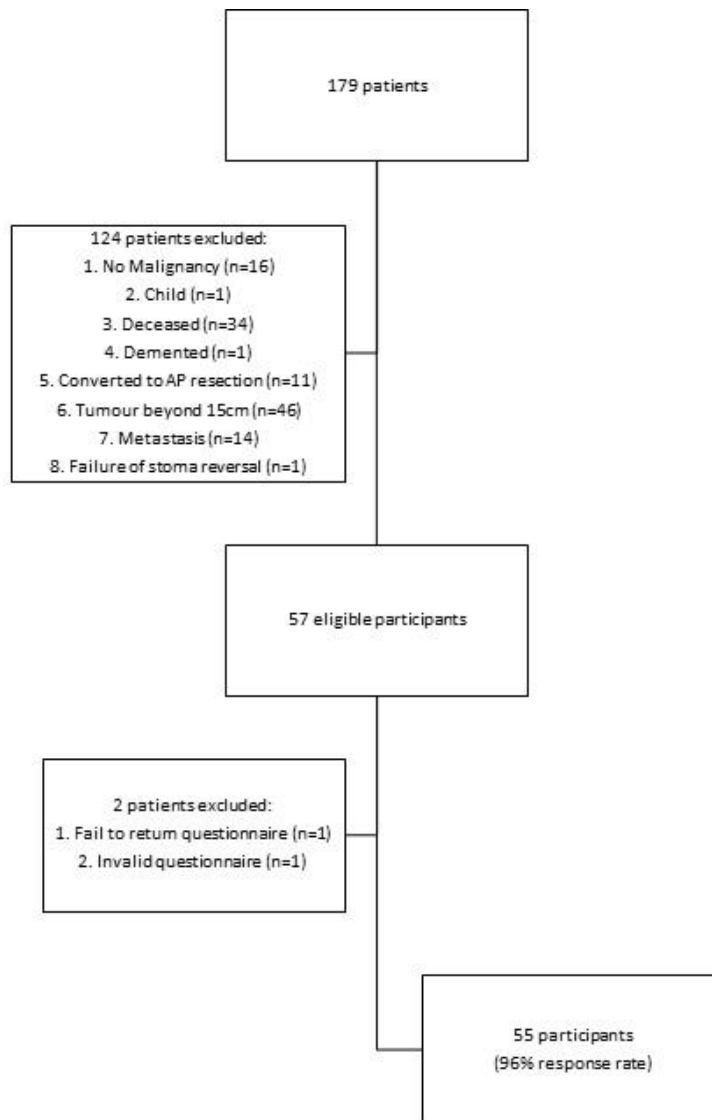 179 patients
124 patients excluded:
1. No Malignancy (n=16)
2. Child (n=1)
3. Deceased (n=34)
4. Demented (n=1)
5. Converted to AP resection (n=11)
6. Tumour beyond 15cm (n=46)
7. Metastasis (n=14)
8. Failure of stoma reversal (n=1)
57 eligible participants
2 patients excluded:
1. Fail to return questionnaire (n=1)
2. Invalid questionnaire (n=1)
55 participants
(96% response rate)